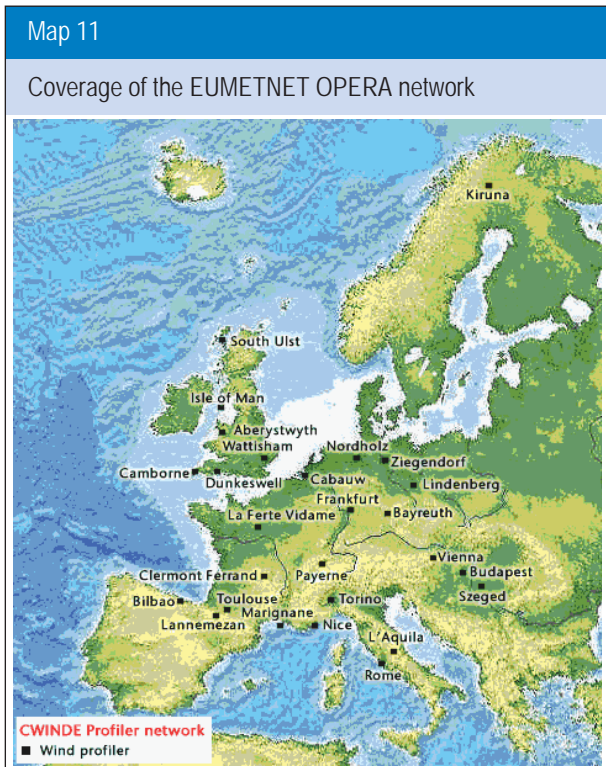 Map 11
Coverage of the EUMETNET OPERA network
Kiruna
South Ulst
Isle of Man
Aberystwyth
Wattisham
Nordholz
Ziegendorf
Camborne
Dunkeswell
Cabauw
Lindenberg
Frankfurt
La Ferte Vidame
Bayreuth
Vienna
Clermont Ferrand
Payerne
Budapest
Szeged
Bilbao
Toulouse
Torino
Lannemezan
Marignane
Nice
L'Aquila
Rome
CWINDE Profiler network
Wind profiler